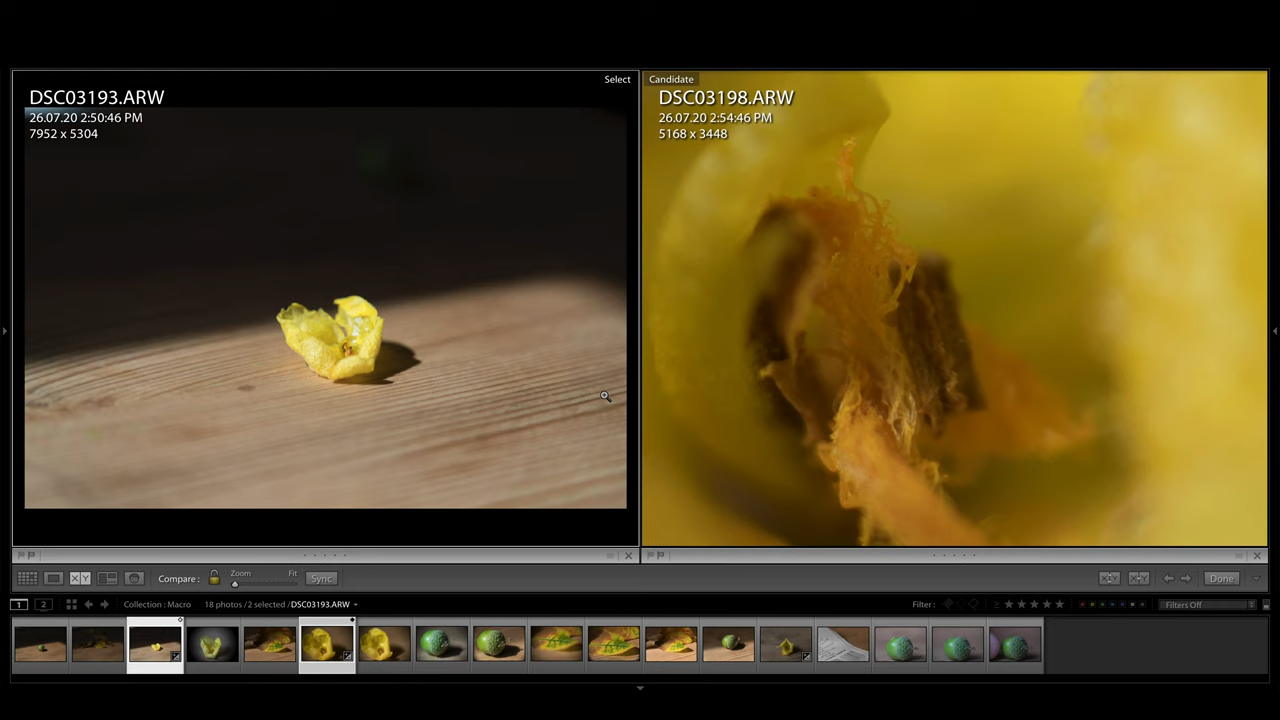 Select
DSC03193.ARW
26.07.20 2:50:46 PM
7952 x 5304
Candidate
DSC03198.ARW
26.07.20 2:54:46 PM
5168 x 3448
Compare :
Zoom
Fit
Sync
X Y
Done
1
2
Collection : Macro
18 photos / 2 selected / DSC03193.ARW
Filter :
Filters Off